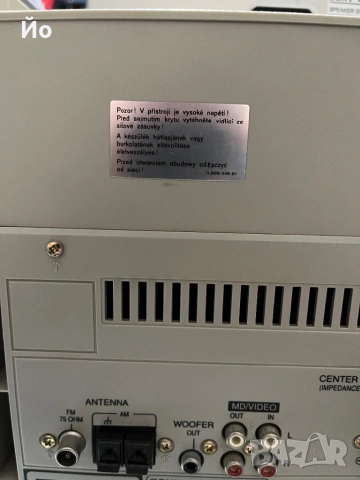 Йо
SPEAKER
Pozor! V přístroji je vysoké napětí!
Před sejmutím krytu vytáhněte vidlici ze
síťové zásuvky!
A készülék hátlapjának vagy
burkolatának eltávolítása
életveszélyes!
Przed otwarciem obudowy odłączyć
od sieci!
CENTER
(IMPEDANCE
ANTENNA
FM
75-OHM
AM
WOOFER
OUT
MD/VIDEO
OUT
IN
L
R
bazar